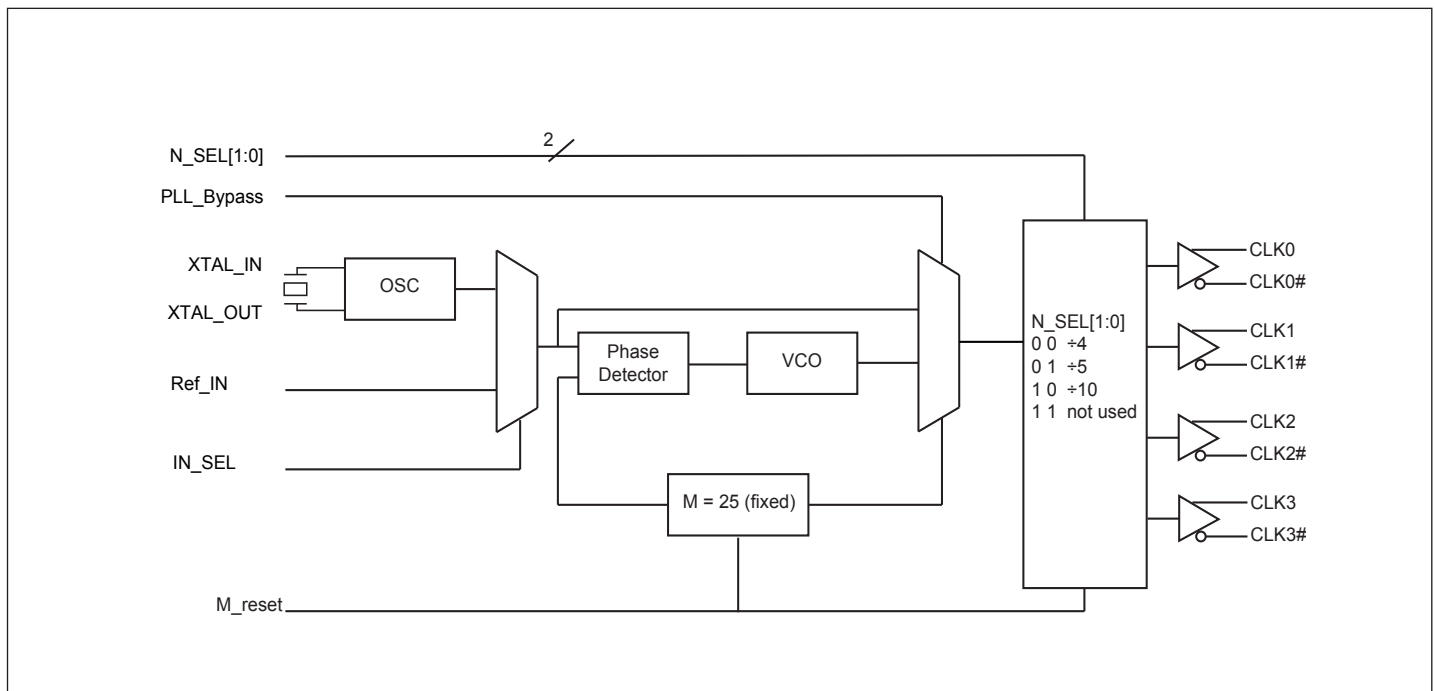 2
N_SEL[1:0]
PLL_Bypass
XTAL_IN
OSC
XTAL_OUT
Ref_IN
IN_SEL
Phase
Detector
VCO
M = 25 (fixed)
M_reset
N_SEL[1:0]
0 0 ÷4
0 1 ÷5
1 0 ÷10
1 1 not used
CLK0
CLK0#
CLK1
CLK1#
CLK2
CLK2#
CLK3
CLK3#